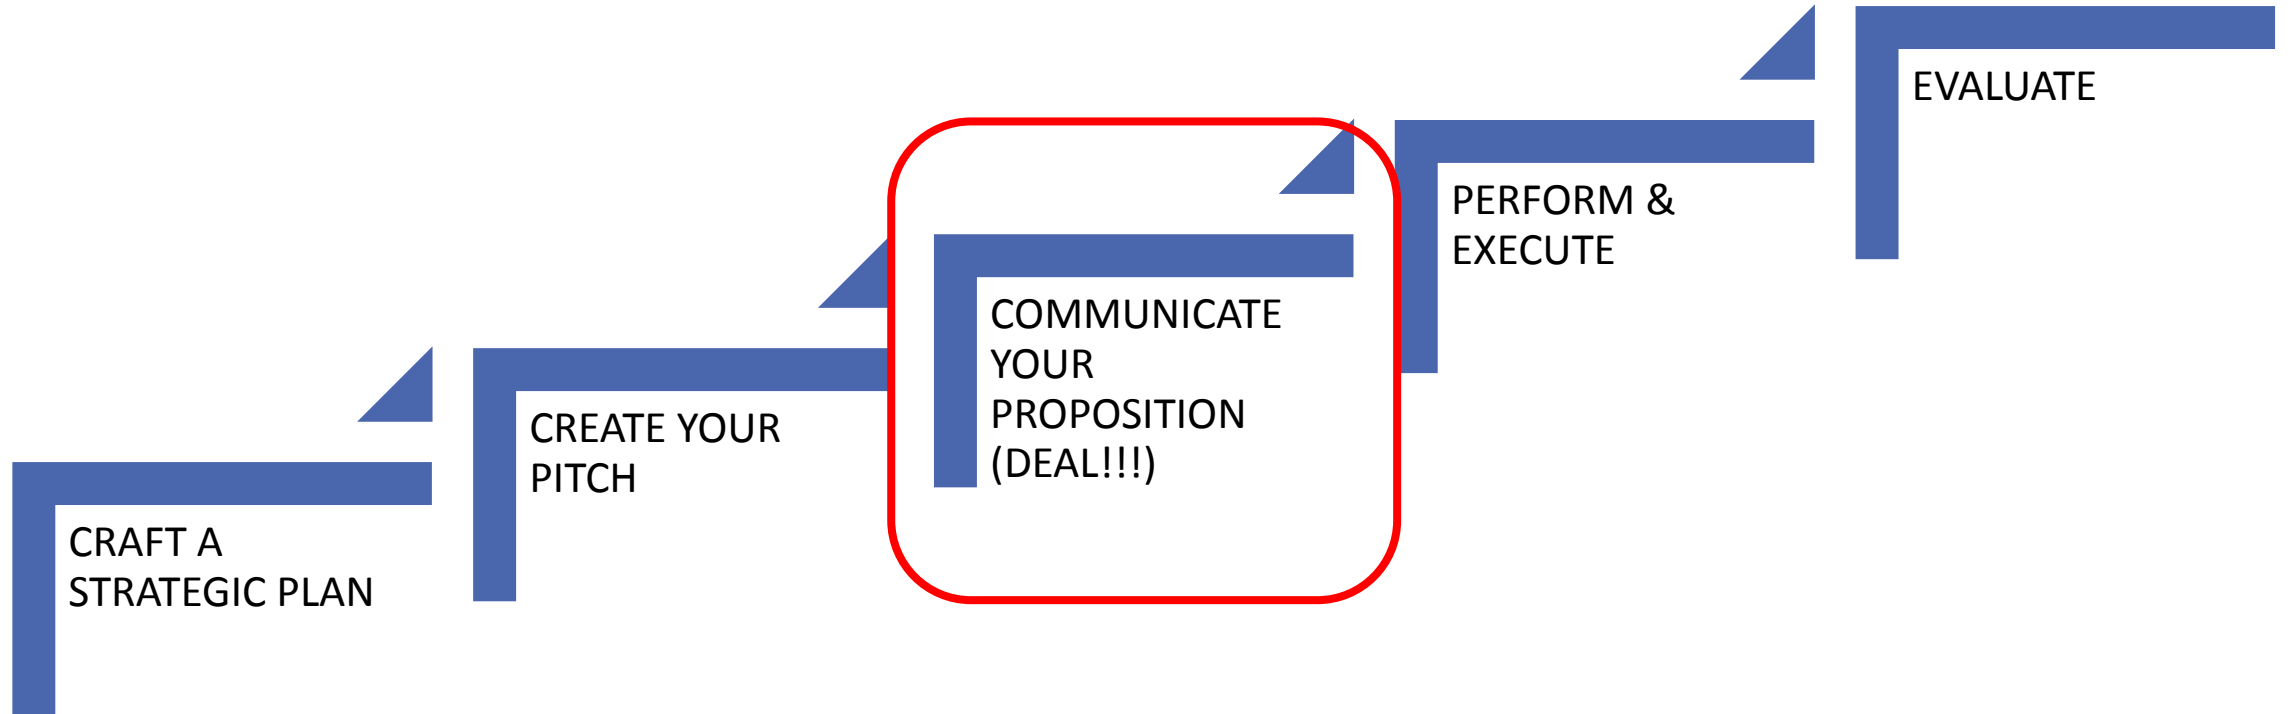 CRAFT A
STRATEGIC PLAN
CREATE YOUR
PITCH
COMMUNICATE
YOUR
PROPOSITION
(DEAL!!!)
PERFORM &
EXECUTE
EVALUATE